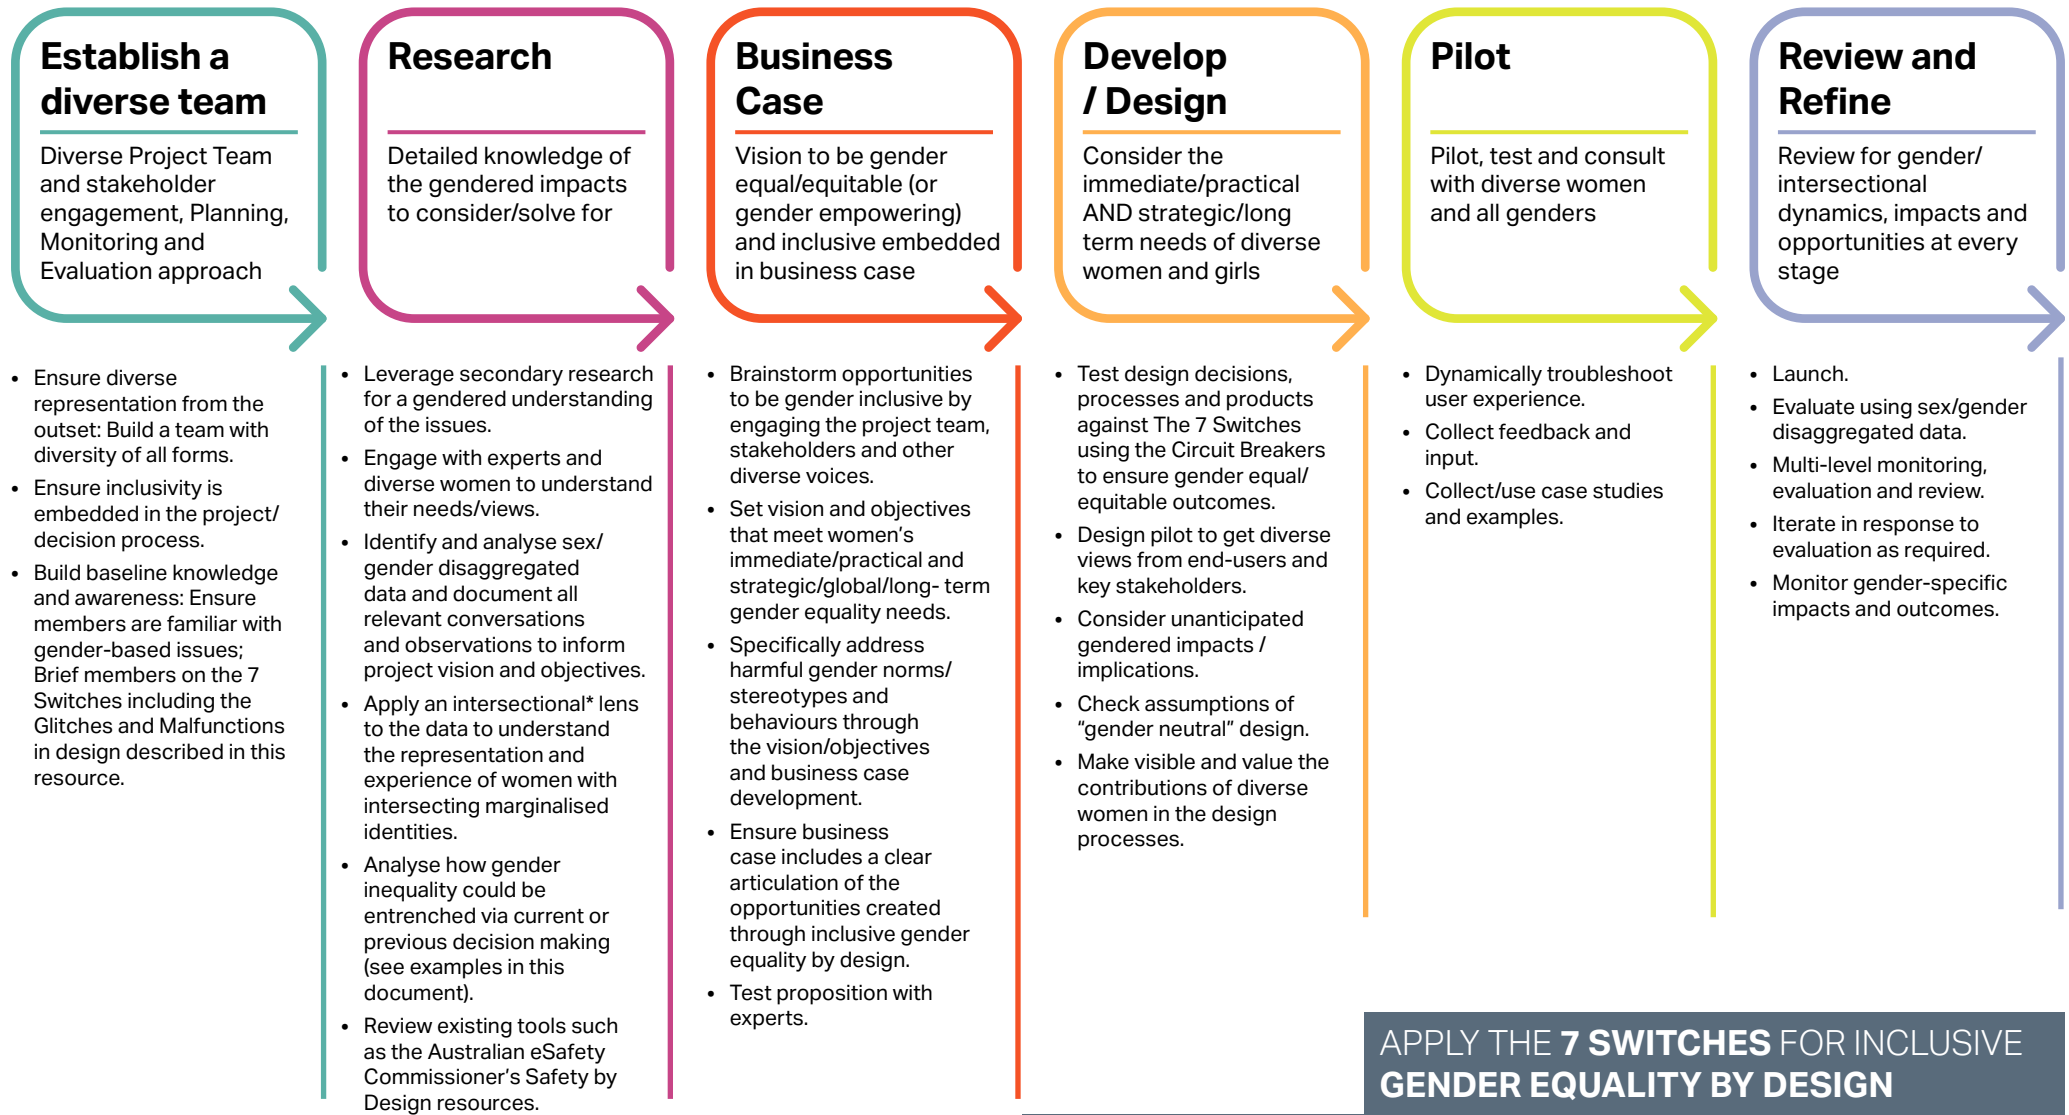 Establish a
diverse team
Diverse Project Team
and stakeholder
engagement, Planning,
Monitoring and
Evaluation approach
• Ensure diverse
representation from the
outset: Build a team with
diversity of all forms.
• Ensure inclusivity is
embedded in the project/
decision process.
• Build baseline knowledge
and awareness: Ensure
members are familiar with
gender-based issues;
Brief members on the 7
Switches including the
Glitches and Malfunctions
in design described in this
resource.
Research
Detailed knowledge of
the gendered impacts
to consider/solve for
• Leverage secondary research
for a gendered understanding
of the issues.
• Engage with experts and
diverse women to understand
their needs/views.
• Identify and analyse sex/
gender disaggregated
data and document all
relevant conversations
and observations to inform
project vision and objectives.
• Apply an intersectional* lens
to the data to understand
the representation and
experience of women with
intersecting marginalised
identities.
• Analyse how gender
inequality could be
entrenched via current or
previous decision making
(see examples in this
document).
• Review existing tools such
as the Australian eSafety
Commissioner's Safety by
Design resources.
Business
Case
Vision to be gender
equal/equitable (or
gender empowering)
and inclusive embedded
in business case
• Brainstorm opportunities
to be gender inclusive by
engaging the project team,
stakeholders and other
diverse voices.
• Set vision and objectives
that meet women's
immediate/practical and
strategic/global/long- term
gender equality needs.
• Specifically address
harmful gender norms/
stereotypes and
behaviours through
the vision/objectives
and business case
development.
• Ensure business
case includes a clear
articulation of the
opportunities created
through inclusive gender
equality by design.
• Test proposition with
experts.
Develop
/ Design
Consider the
immediate/practical
AND strategic/long
term needs of diverse
women and girls
• Test design decisions,
processes and products
against The 7 Switches
using the Circuit Breakers
to ensure gender equal/
equitable outcomes.
• Design pilot to get diverse
views from end-users and
key stakeholders.
• Consider unanticipated
gendered impacts /
implications.
• Check assumptions of
“gender neutral” design.
• Make visible and value the
contributions of diverse
women in the design
processes.
Pilot
Pilot, test and consult
with diverse women
and all genders
• Dynamically troubleshoot
user experience.
• Collect feedback and
input.
• Collect/use case studies
and examples.
Review and
Refine
Review for gender/
intersectional
dynamics, impacts and
opportunities at every
stage
• Launch.
• Evaluate using sex/gender
disaggregated data.
• Multi-level monitoring,
evaluation and review.
• Iterate in response to
evaluation as required.
• Monitor gender-specific
impacts and outcomes.
APPLY THE 7 SWITCHES FOR INCLUSIVE
GENDER EQUALITY BY DESIGN